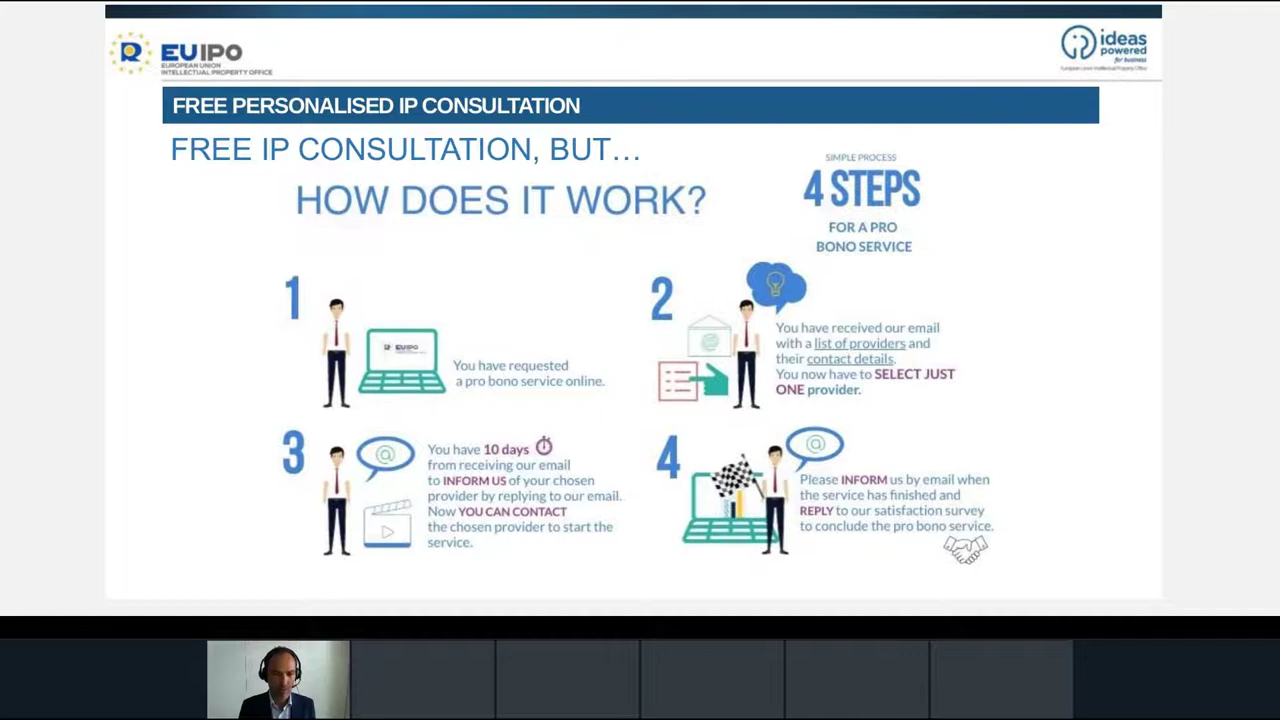 EUIPO
EUROPEAN UNION
INTELLECTUAL PROPERTY OFFICE
ideas
powered
for business
European Union Intellectual Property Office
FREE PERSONALISED IP CONSULTATION
FREE IP CONSULTATION, BUT…
HOW DOES IT WORK?
SIMPLE PROCESS
4 STEPS
FOR A PRO
BONO SERVICE
1
EUIPO
You have requested
a pro bono service online.
2
You have received our email
with a list of providers and
their contact details.
You now have to SELECT JUST
ONE provider.
3
You have 10 days
from receiving our email
to INFORM US of your chosen
provider by replying to our email.
Now YOU CAN CONTACT
the chosen provider to start the
service.
4
Please INFORM us by email when
the service has finished and
REPLY to our satisfaction survey
to conclude the pro bono service.